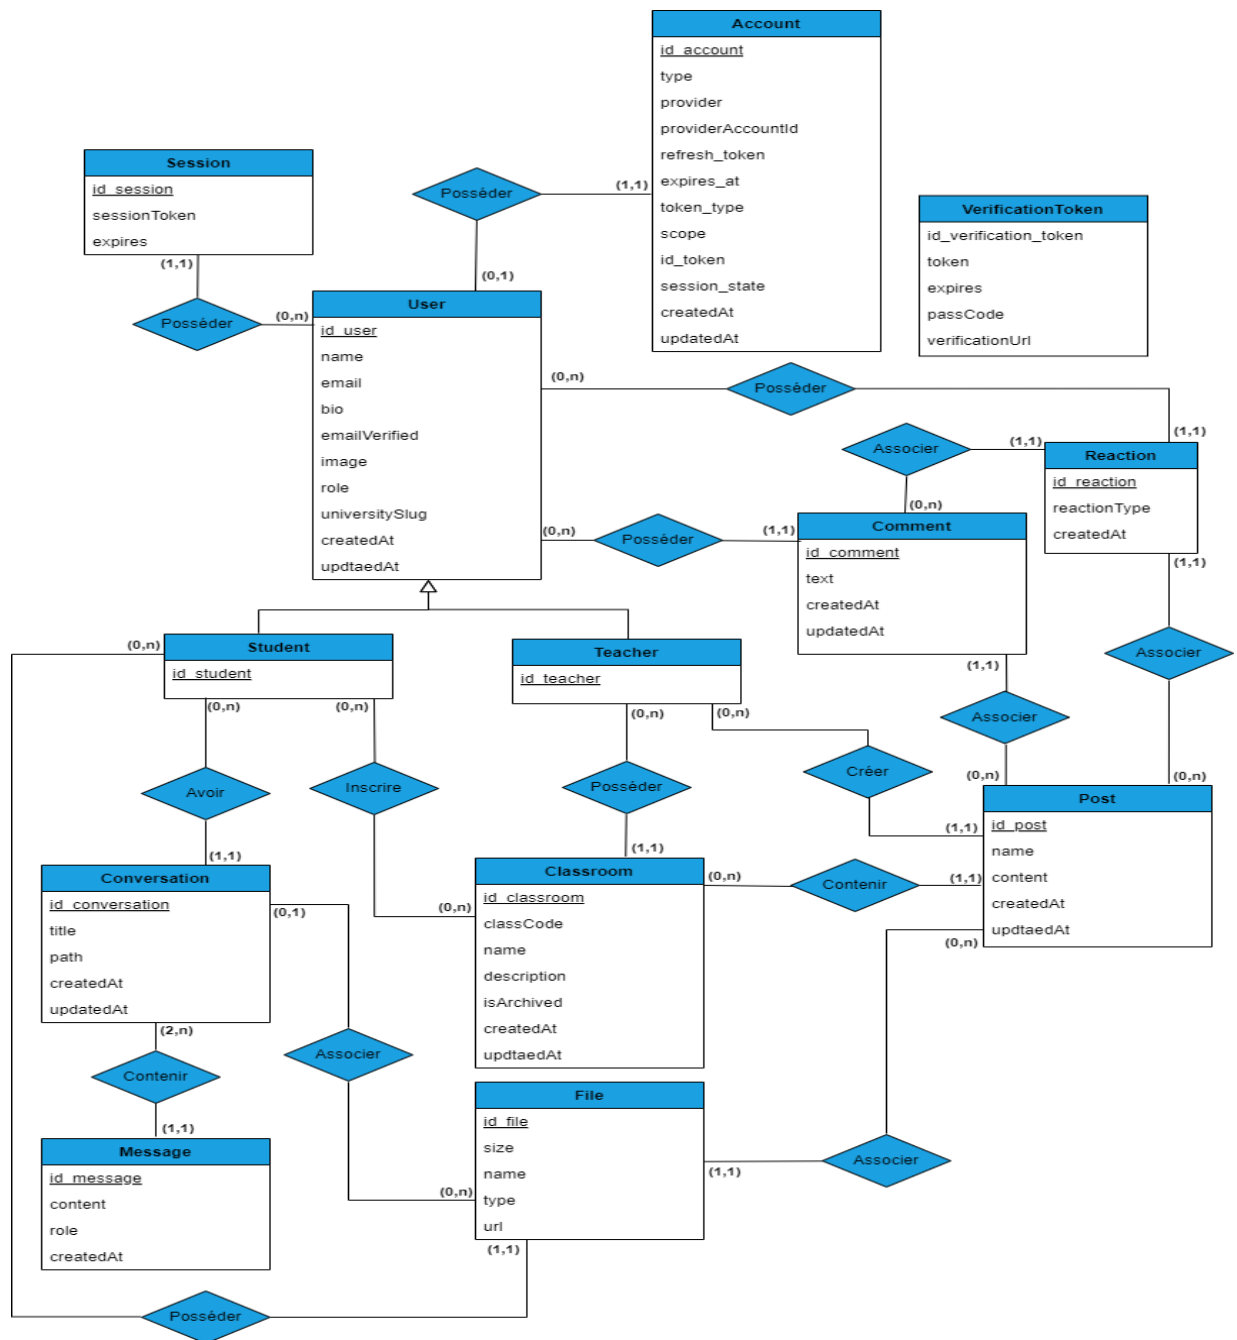 Account
id_account
type
provider
providerAccountId
refresh_token
expires_at
token_type
scope
id_token
session_state
createdAt
updatedAt
Session
id_session
sessionToken
expires
(1,1)
Posséder
(0,n)
Posséder
(1,1)
(0,1)
VerificationToken
id_verification_token
token
expires
passCode
verificationUrl
User
id_user
name
email
bio
emailVerified
image
role
universitySlug
createdAt
updtaedAt
(0,n)
Posséder
(1,1)
Associer
(1,1)
(0,n)
Reaction
id_reaction
reactionType
createdAt
(1,1)
(0,n)
Posséder
(1,1)
Comment
id_comment
text
createdAt
updatedAt
(1,1)
Associer
(0,n)
Associer
(0,n)
(0,n)
Student
id_student
(0,n)
(0,n)
Teacher
id_teacher
(0,n)
(0,n)
Avoir
Inscrire
Posséder
Créer
(1,1)
(1,1)
(1,1)
Post
id_post
name
content
createdAt
updtaedAt
(0,n)
Conversation
id_conversation
title
path
createdAt
updatedAt
(0,1)
(2,n)
Classroom
id_classroom
classCode
name
description
isArchived
createdAt
updtaedAt
(0,n)
(0,n)
Contenir
(1,1)
Contenir
(1,1)
Associer
(0,n)
Message
id_message
content
role
createdAt
File
id_file
size
name
type
url
(1,1)
Associer
(1,1)
Posséder